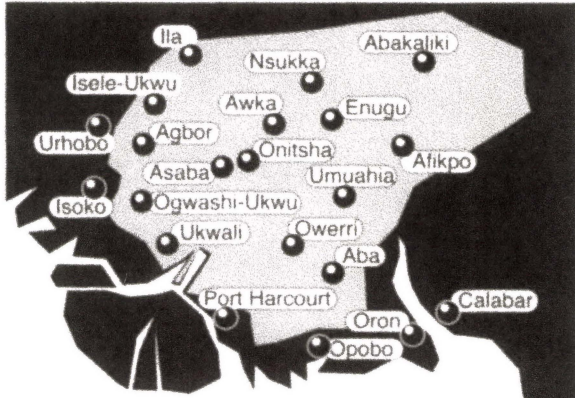 Ila
Abakaliki
Nsukka
Isele-Ukwu
Awka
Enugu
Urhobo
Agbor
Onitsha
Asaba
Afikpo
Umuahia
Isoko
Ogwashi-Ukwu
Ukwali
Owerri
Aba
Port Harcourt
Calabar
Oron
Opobo